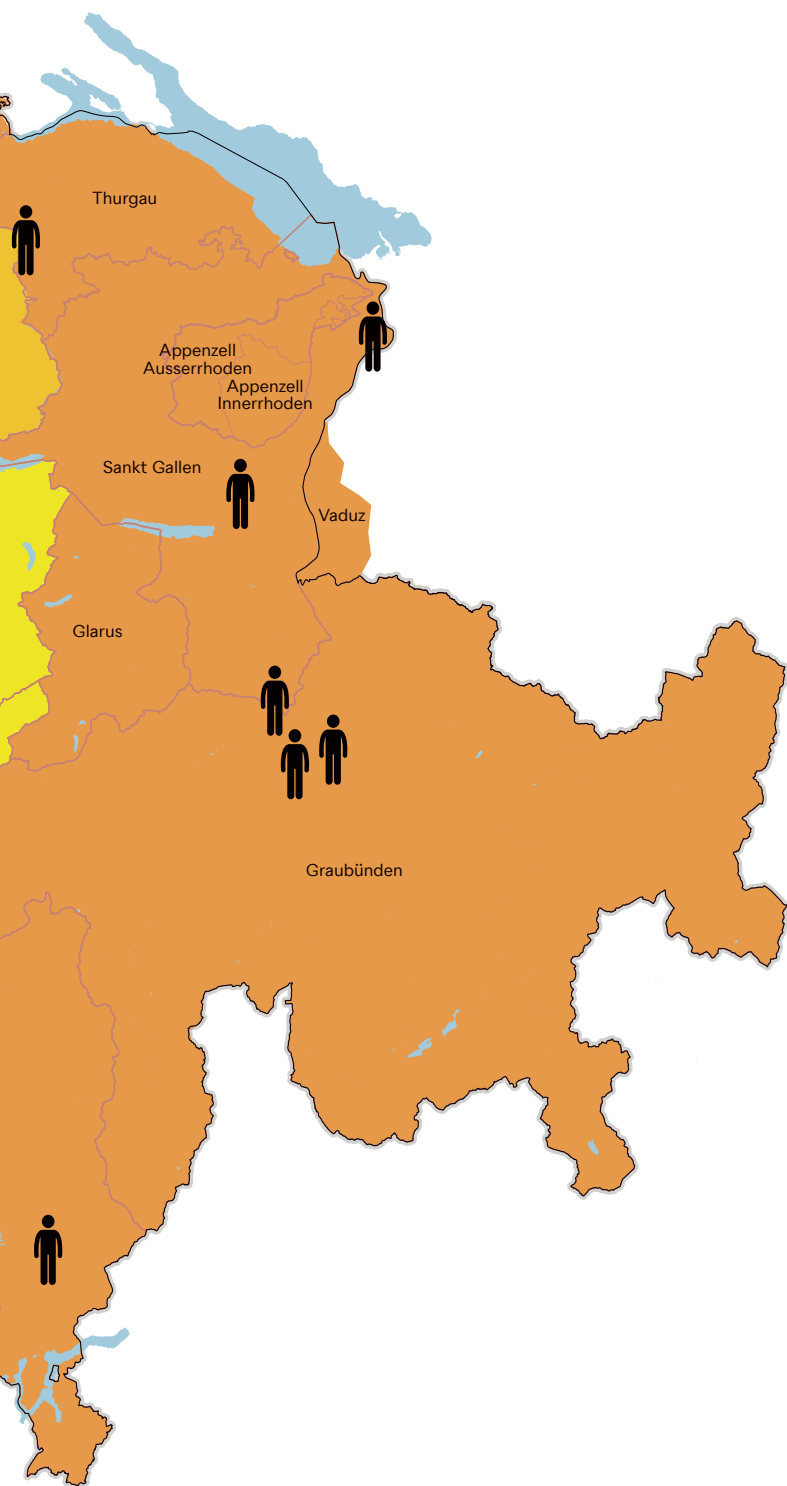 Thurgau
Appenzell
Ausserrhoden
Appenzell
Innerrhoden
Sankt Gallen
Vaduz
Glarus
Graubünden